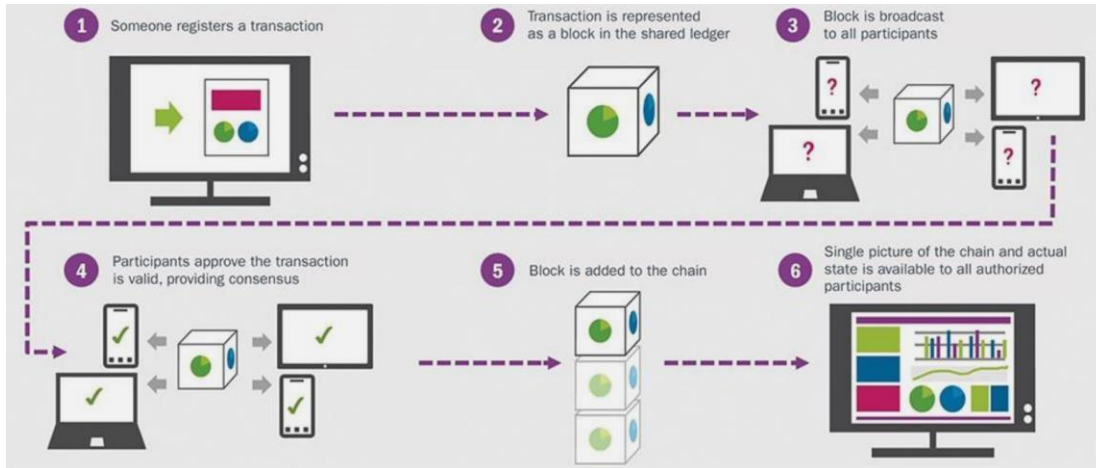 1
Someone registers a transaction
2
Transaction is represented
as a block in the shared ledger
3
Block is broadcast
to all participants
?
?
?
?
4
Participants approve the transaction
is valid, providing consensus
5
Block is added to the chain
6
Single picture of the chain and actual
state is available to all authorized
participants